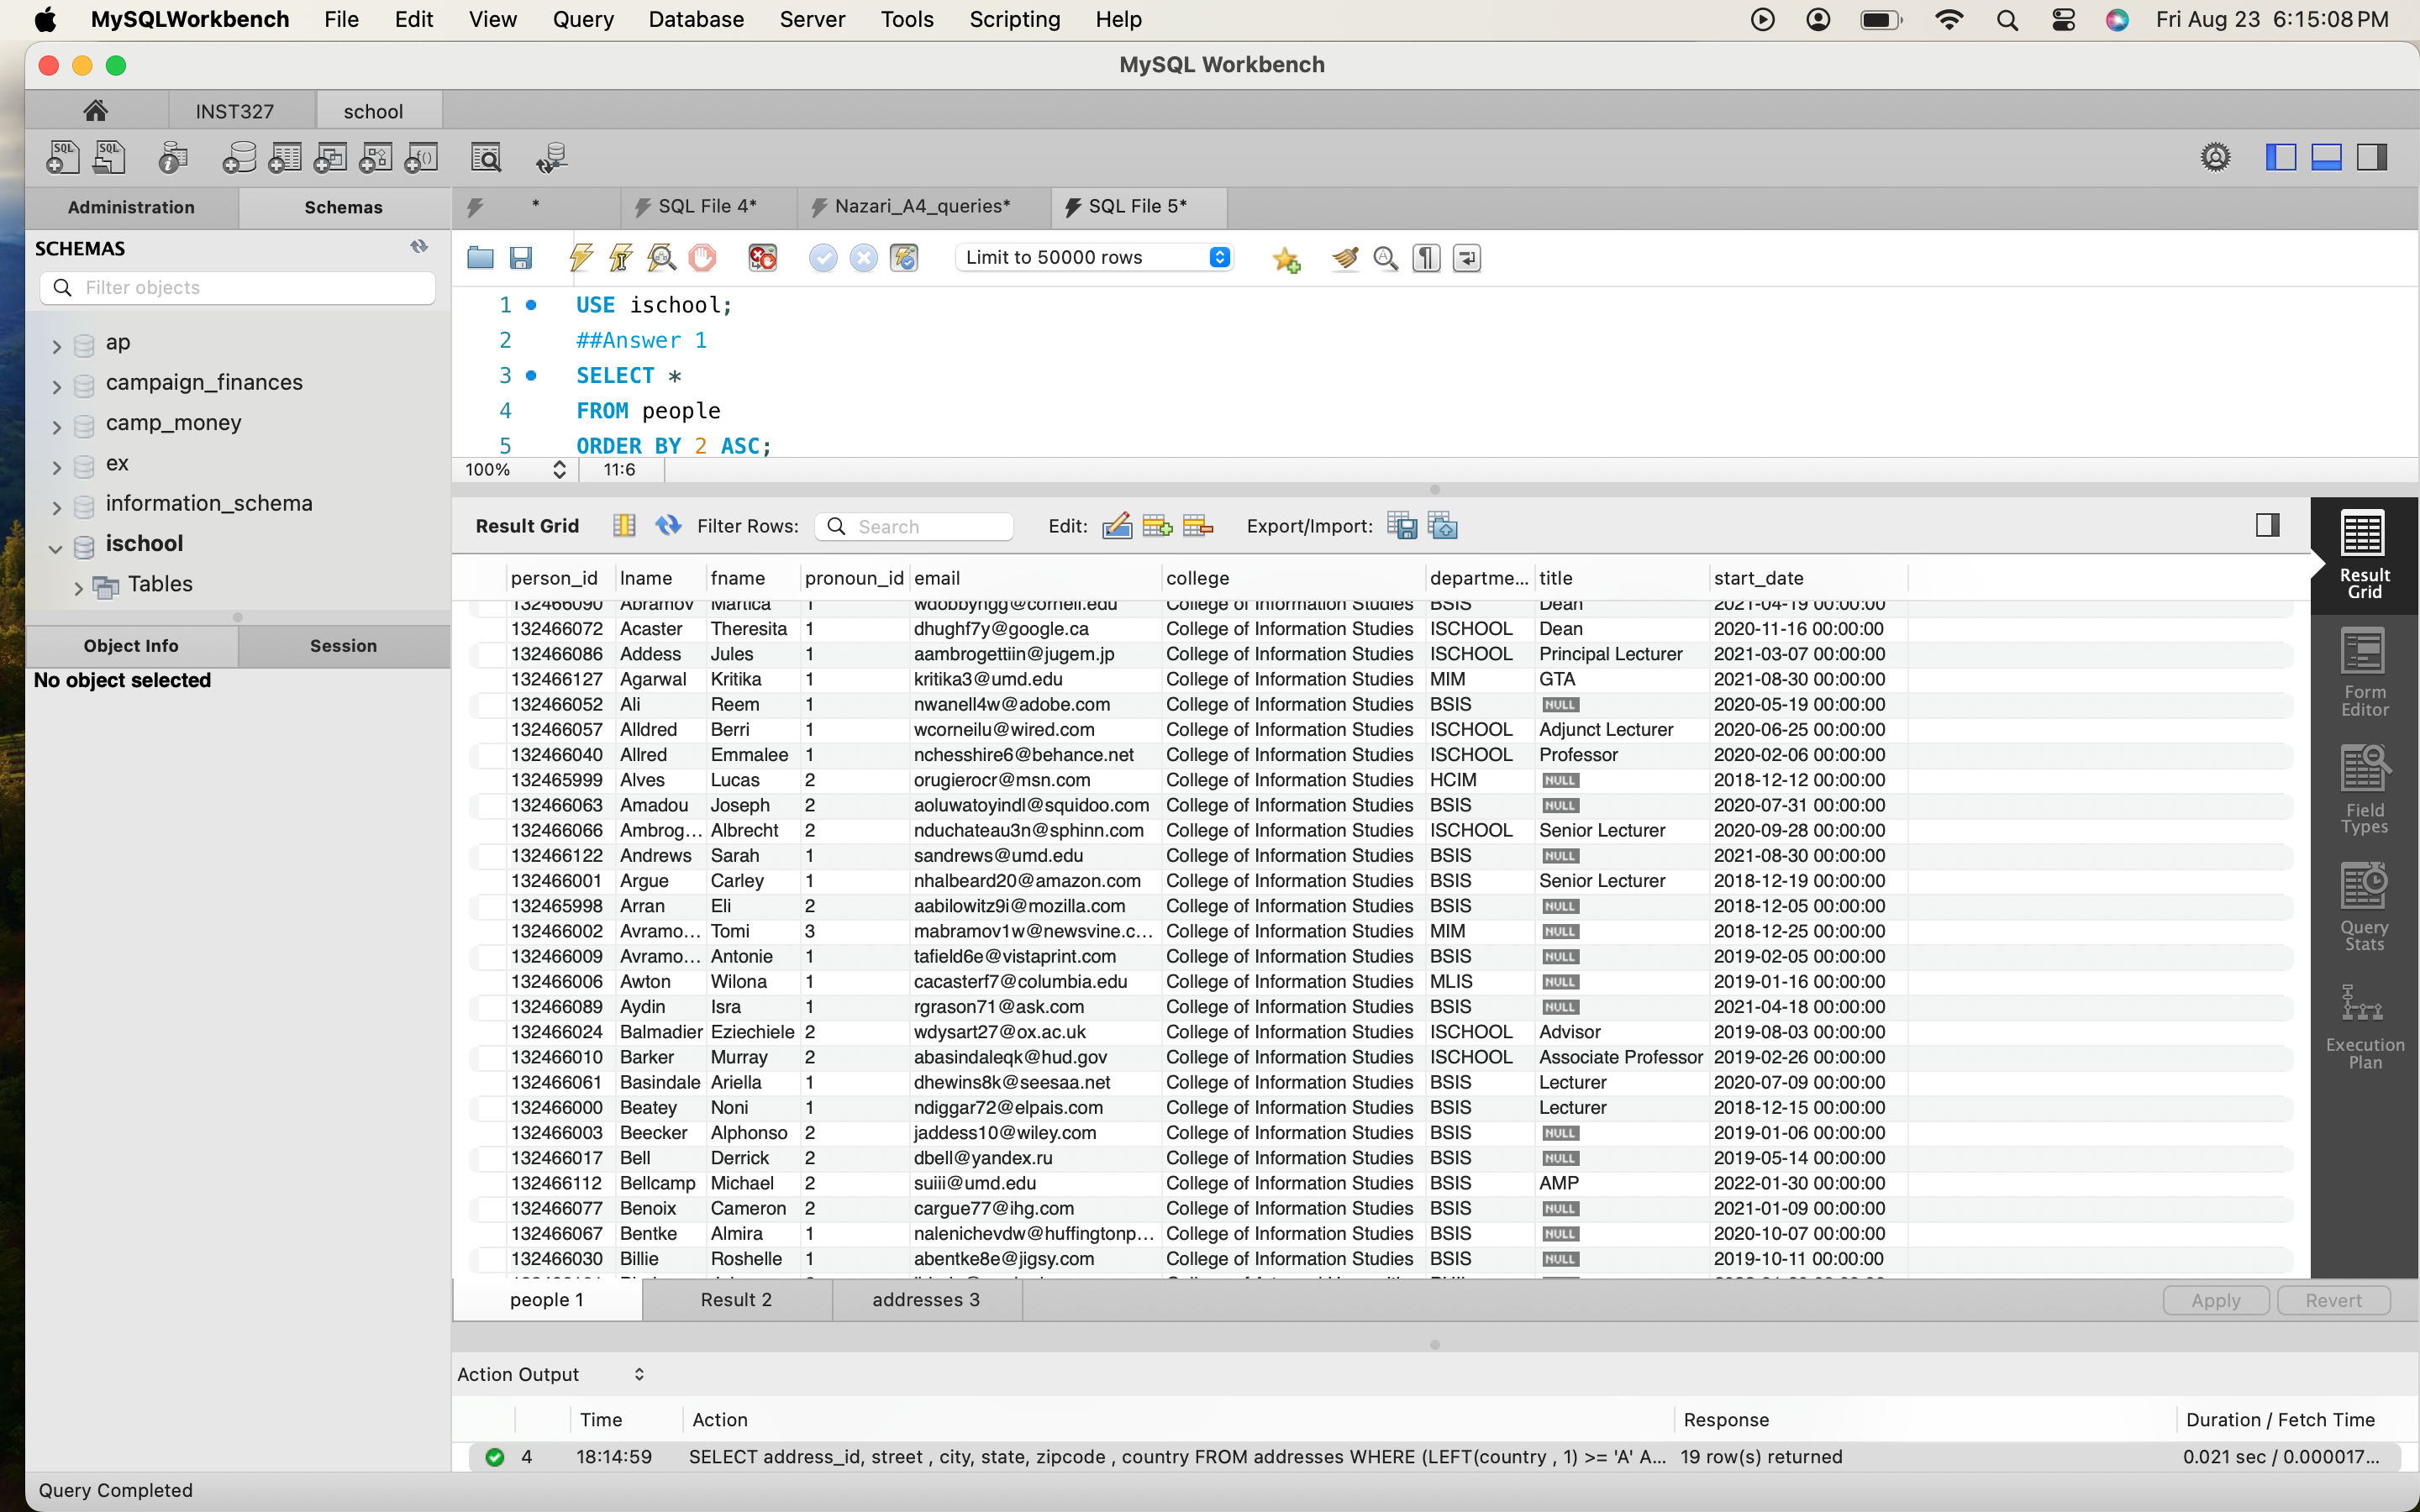 MySQLWorkbench File Edit View Query Database Server Tools Scripting Help Fri Aug 23 6:15:08 PM
MySQL Workbench
INST327 school
Administration Schemas * SQL File 4* Nazari_A4_queries* SQL File 5*
SCHEMAS
Filter objects
Limit to 50000 rows
ap
campaign_finances
camp_money
ex
information_schema
ischool
Tables
1 USE ischool;
2 ##Answer 1
3 SELECT *
4 FROM people
5 ORDER BY 2 ASC;
100% 11:6
Object Info Session
No object selected
Result Grid Filter Rows: Search Edit: Export/Import:
person_id lname fname pronoun_id email college departme... title start_date
132466090 Abramov Martica 1 wdobbyngg@cornell.edu College of Information Studies BSIS Dean 2021-04-19 00:00:00
132466072 Acaster Theresita 1 dhughf7y@google.ca College of Information Studies ISCHOOL Dean 2020-11-16 00:00:00
132466086 Addess Jules 1 aambrogettiin@jugem.jp College of Information Studies ISCHOOL Principal Lecturer 2021-03-07 00:00:00
132466127 Agarwal Kritika 1 kritika3@umd.edu College of Information Studies MIM GTA 2021-08-30 00:00:00
132466052 Ali Reem 1 nwanell4w@adobe.com College of Information Studies BSIS NULL 2020-05-19 00:00:00
132466057 Alldred Berri 1 wcorneilu@wired.com College of Information Studies ISCHOOL Adjunct Lecturer 2020-06-25 00:00:00
132466040 Allred Emmalee 1 nchesshire6@behance.net College of Information Studies ISCHOOL Professor 2020-02-06 00:00:00
132465999 Alves Lucas 2 orugierocr@msn.com College of Information Studies HCIM NULL 2018-12-12 00:00:00
132466063 Amadou Joseph 2 aoluwatoyindl@squidoo.com College of Information Studies BSIS NULL 2020-07-31 00:00:00
132466066 Ambrog... Albrecht 2 nduchateau3n@sphinn.com College of Information Studies ISCHOOL Senior Lecturer 2020-09-28 00:00:00
132466122 Andrews Sarah 1 sandrews@umd.edu College of Information Studies BSIS NULL 2021-08-30 00:00:00
132466001 Argue Carley 1 nhalbeard20@amazon.com College of Information Studies BSIS Senior Lecturer 2018-12-19 00:00:00
132465998 Arran Eli 2 aabilowitz9i@mozilla.com College of Information Studies BSIS NULL 2018-12-05 00:00:00
132466002 Avramo... Tomi 3 mabramov1w@newsvine.c... College of Information Studies MIM NULL 2018-12-25 00:00:00
132466009 Avramo... Antonie 1 tafield6e@vistaprint.com College of Information Studies BSIS NULL 2019-02-05 00:00:00
132466006 Awton Wilona 1 cacasterf7@columbia.edu College of Information Studies MLIS NULL 2019-01-16 00:00:00
132466089 Aydin Isra 1 rgrason71@ask.com College of Information Studies BSIS NULL 2021-04-18 00:00:00
132466024 Balmadier Eziechiele 2 wdysart27@ox.ac.uk College of Information Studies ISCHOOL Advisor 2019-08-03 00:00:00
132466010 Barker Murray 2 abasindaleqk@hud.gov College of Information Studies ISCHOOL Associate Professor 2019-02-26 00:00:00
132466061 Basindale Ariella 1 dhewins8k@seesaa.net College of Information Studies BSIS Lecturer 2020-07-09 00:00:00
132466000 Beatey Noni 1 ndiggar72@elpais.com College of Information Studies BSIS Lecturer 2018-12-15 00:00:00
132466003 Beecker Alphonso 2 jaddess10@wiley.com College of Information Studies BSIS NULL 2019-01-06 00:00:00
132466017 Bell Derrick 2 dbell@yandex.ru College of Information Studies BSIS NULL 2019-05-14 00:00:00
132466112 Bellcamp Michael 2 suiii@umd.edu College of Information Studies BSIS AMP 2022-01-30 00:00:00
132466077 Benoix Cameron 2 cargue77@ihg.com College of Information Studies BSIS NULL 2021-01-09 00:00:00
132466067 Bentke Almira 1 nalenichevdw@huffingtonp... College of Information Studies BSIS NULL 2020-10-07 00:00:00
132466030 Billie Roshelle 1 abentke8e@jigsy.com College of Information Studies BSIS NULL 2019-10-11 00:00:00
Result Grid
Form Editor
Field Types
Query Stats
Execution Plan
people 1 Result 2 addresses 3 Apply Revert
Action Output
Time Action Response Duration / Fetch Time
4 18:14:59 SELECT address_id, street , city, state, zipcode , country FROM addresses WHERE (LEFT(country , 1) >= 'A' A... 19 row(s) returned 0.021 sec / 0.000017...
Query Completed